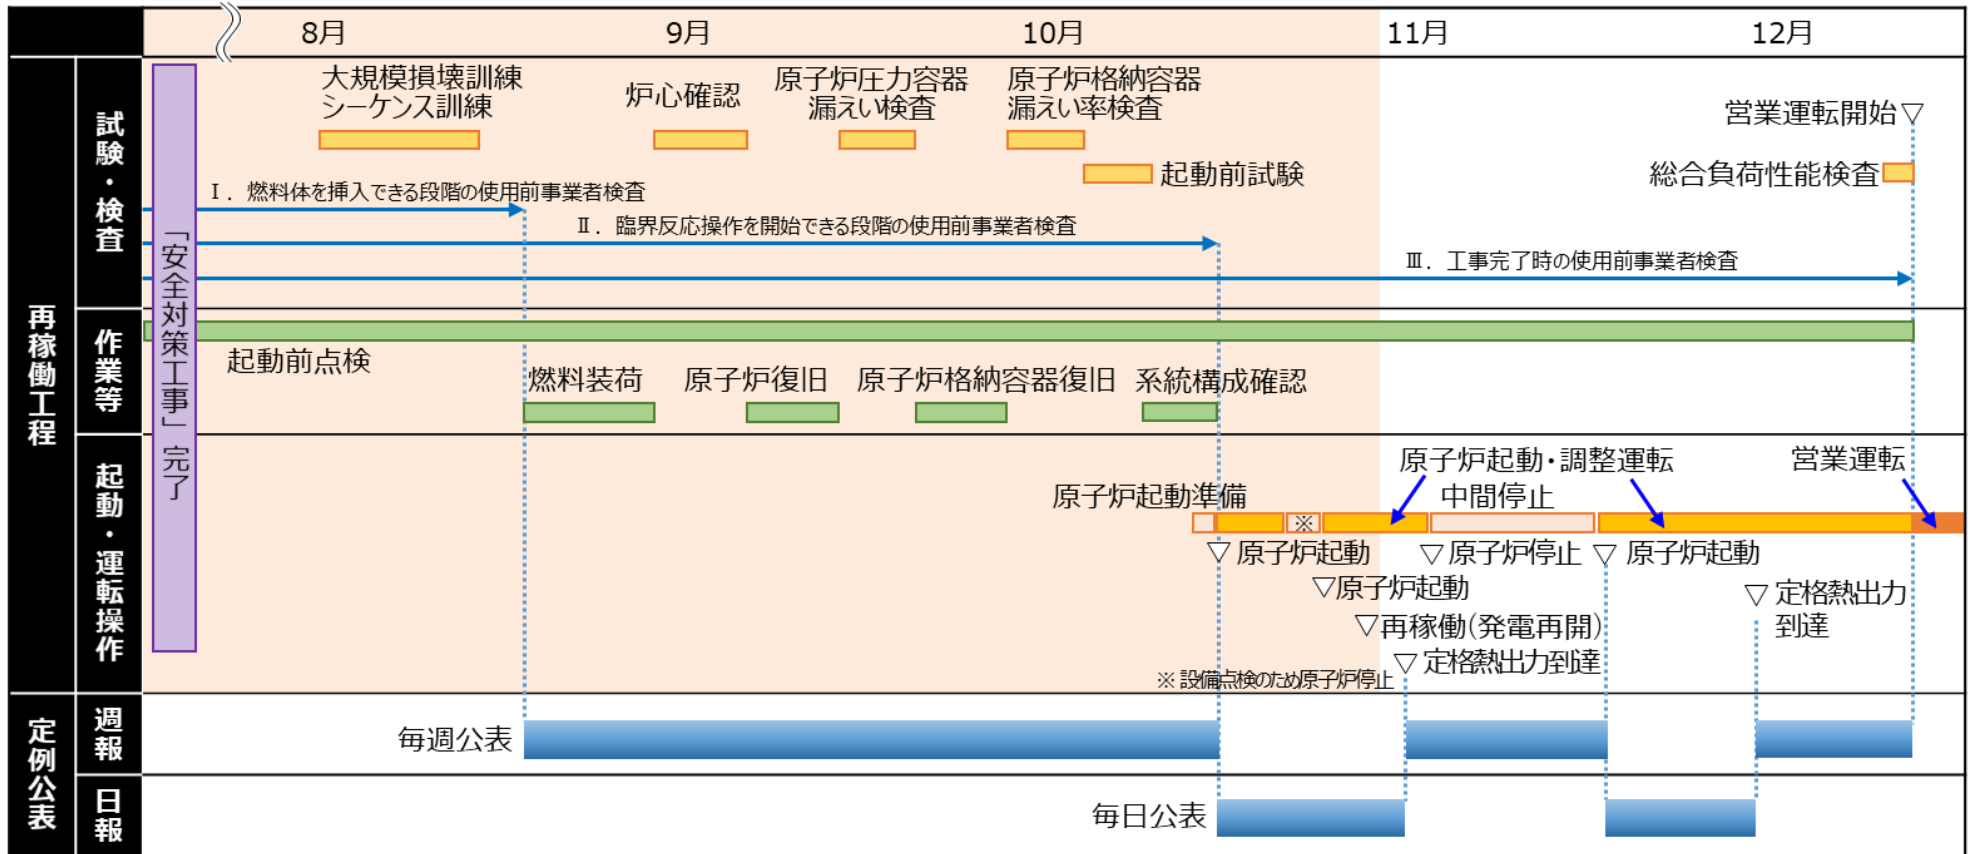 8月
9月
10月
11月
12月
再稼働工程
試験・検査
「安全対策工事」完了
大規模損壊訓練
シーケンス訓練
炉心確認
原子炉圧力容器
漏えい検査
原子炉格納容器
漏えい率検査
営業運転開始▽
起動前試験
総合負荷性能検査
Ⅰ．燃料体を挿入できる段階の使用前事業者検査
Ⅱ．臨界反応操作を開始できる段階の使用前事業者検査
Ⅲ．工事完了時の使用前事業者検査
作業等
起動前点検
燃料装荷
原子炉復旧
原子炉格納容器復旧
系統構成確認
起動・運転操作
原子炉起動・調整運転
営業運転
原子炉起動準備
中間停止
※
▽原子炉起動
▽原子炉停止
▽原子炉起動
▽原子炉起動
▽定格熱出力
到達
▽再稼働(発電再開)
▽定格熱出力到達
※設備点検のため原子炉停止
定例公表
週報
毎週公表
日報
毎日公表